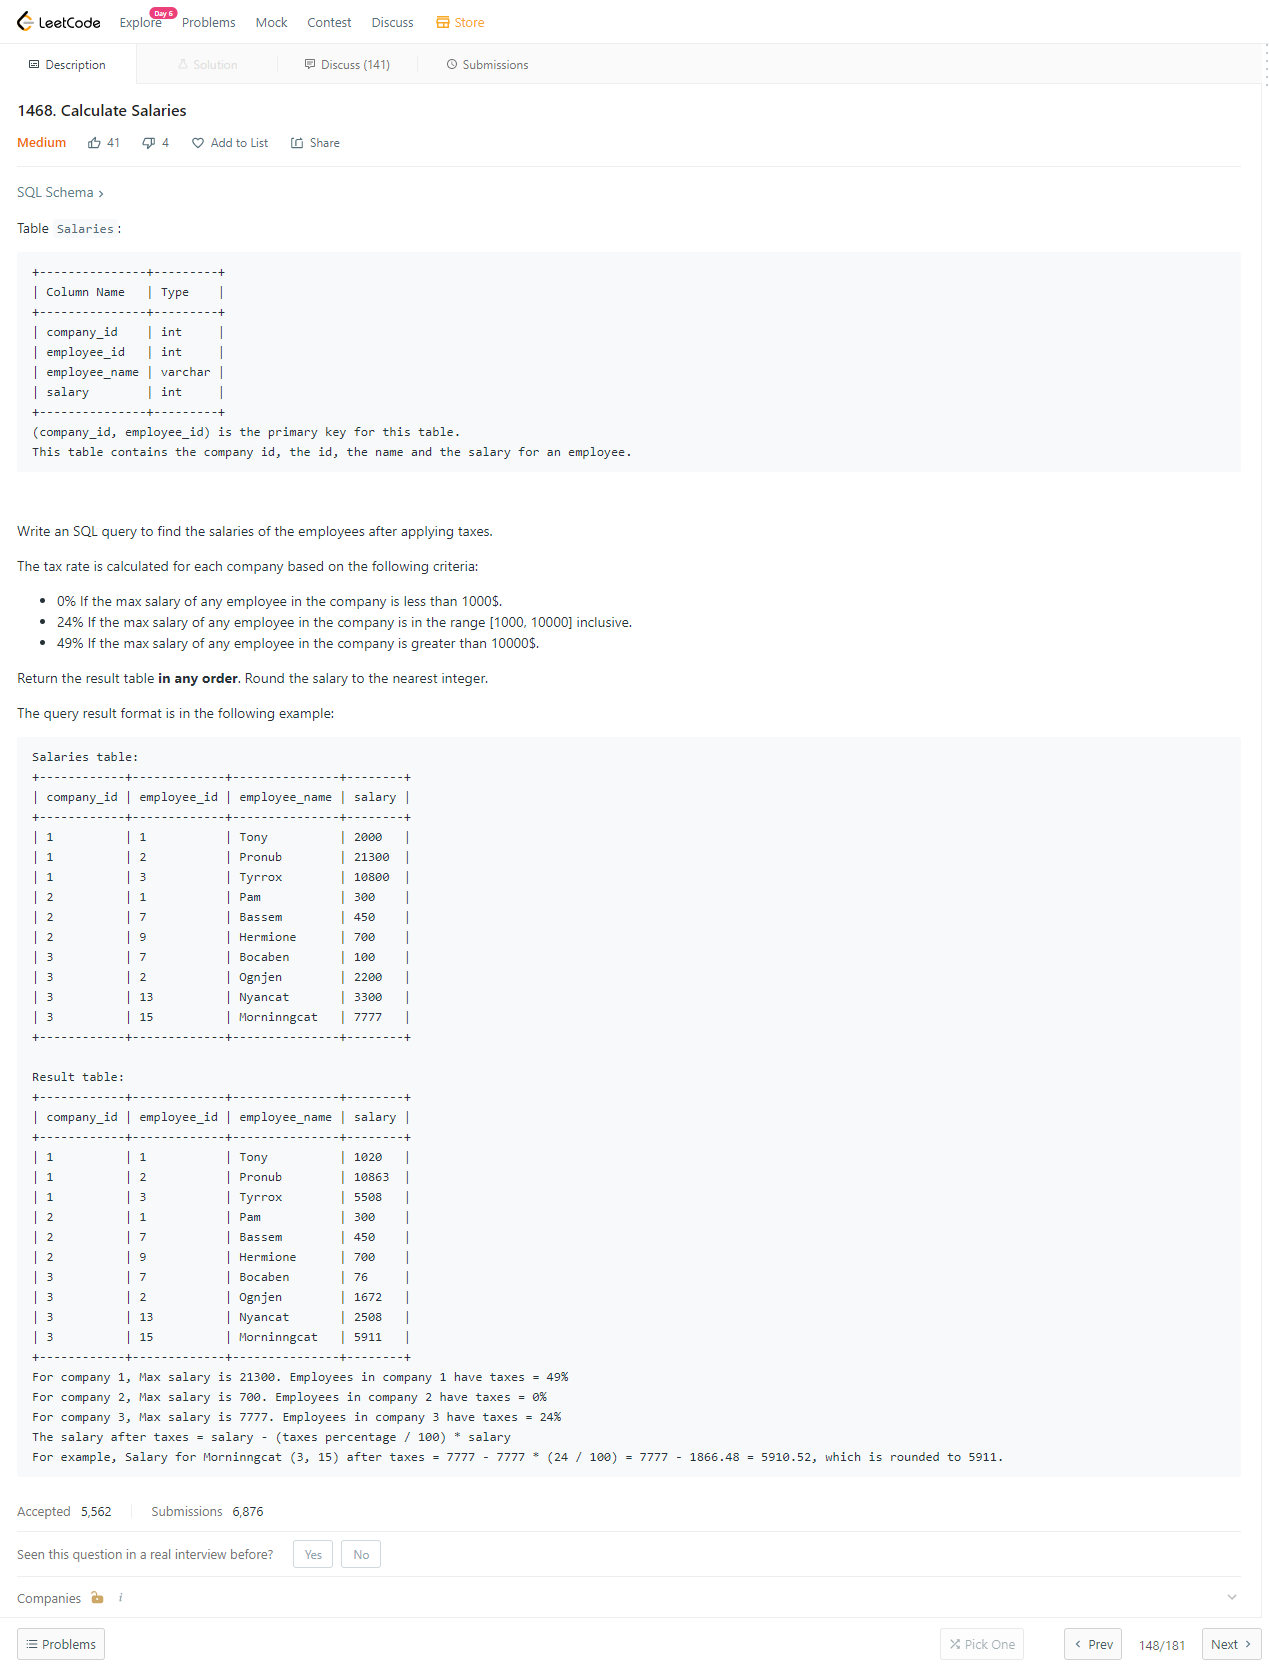 LeetCode Explore Day 6 Problems Mock Contest Discuss Store
Description Solution Discuss (141) Submissions
1468. Calculate Salaries
Medium 41 4 Add to List Share
SQL Schema ›
Table Salaries:
+---------------+---------+
| Column Name   | Type    |
+---------------+---------+
| company_id    | int     |
| employee_id   | int     |
| employee_name | varchar |
| salary        | int     |
+---------------+---------+
(company_id, employee_id) is the primary key for this table.
This table contains the company id, the id, the name and the salary for an employee.
Write an SQL query to find the salaries of the employees after applying taxes.
The tax rate is calculated for each company based on the following criteria:
• 0% If the max salary of any employee in the company is less than 1000$.
• 24% If the max salary of any employee in the company is in the range [1000, 10000] inclusive.
• 49% If the max salary of any employee in the company is greater than 10000$.
Return the result table in any order. Round the salary to the nearest integer.
The query result format is in the following example:
Salaries table:
+------------+-------------+---------------+--------+
| company_id | employee_id | employee_name | salary |
+------------+-------------+---------------+--------+
| 1          | 1           | Tony          | 2000   |
| 1          | 2           | Pronub        | 21300  |
| 1          | 3           | Tyrrox        | 10800  |
| 2          | 1           | Pam           | 300    |
| 2          | 7           | Bassem        | 450    |
| 2          | 9           | Hermione      | 700    |
| 3          | 7           | Bocaben       | 100    |
| 3          | 2           | Ognjen        | 2200   |
| 3          | 13          | Nyancat       | 3300   |
| 3          | 15          | Morninngcat   | 7777   |
+------------+-------------+---------------+--------+
Result table:
+------------+-------------+---------------+--------+
| company_id | employee_id | employee_name | salary |
+------------+-------------+---------------+--------+
| 1          | 1           | Tony          | 1020   |
| 1          | 2           | Pronub        | 10863  |
| 1          | 3           | Tyrrox        | 5508   |
| 2          | 1           | Pam           | 300    |
| 2          | 7           | Bassem        | 450    |
| 2          | 9           | Hermione      | 700    |
| 3          | 7           | Bocaben       | 76     |
| 3          | 2           | Ognjen        | 1672   |
| 3          | 13          | Nyancat       | 2508   |
| 3          | 15          | Morninngcat   | 5911   |
+------------+-------------+---------------+--------+
For company 1, Max salary is 21300. Employees in company 1 have taxes = 49%
For company 2, Max salary is 700. Employees in company 2 have taxes = 0%
For company 3, Max salary is 7777. Employees in company 3 have taxes = 24%
The salary after taxes = salary - (taxes percentage / 100) * salary
For example, Salary for Morninngcat (3, 15) after taxes = 7777 - 7777 * (24 / 100) = 7777 - 1866.48 = 5910.52, which is rounded to 5911.
Accepted 5,562 Submissions 6,876
Seen this question in a real interview before? Yes No
Companies i
Problems Pick One ‹ Prev 148/181 Next ›